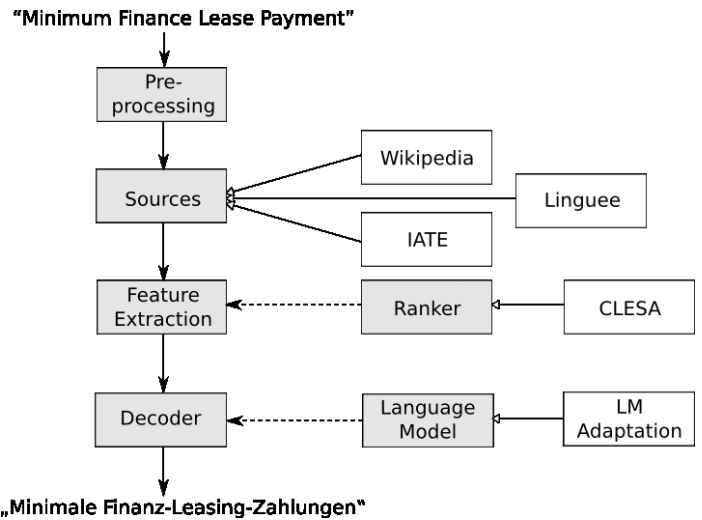 “Minimum Finance Lease Payment”
Pre-
processing
Wikipedia
Sources
Linguee
IATE
Feature
Extraction
Ranker
CLESA
Decoder
Language
Model
LM
Adaptation
„Minimale Finanz-Leasing-Zahlungen“